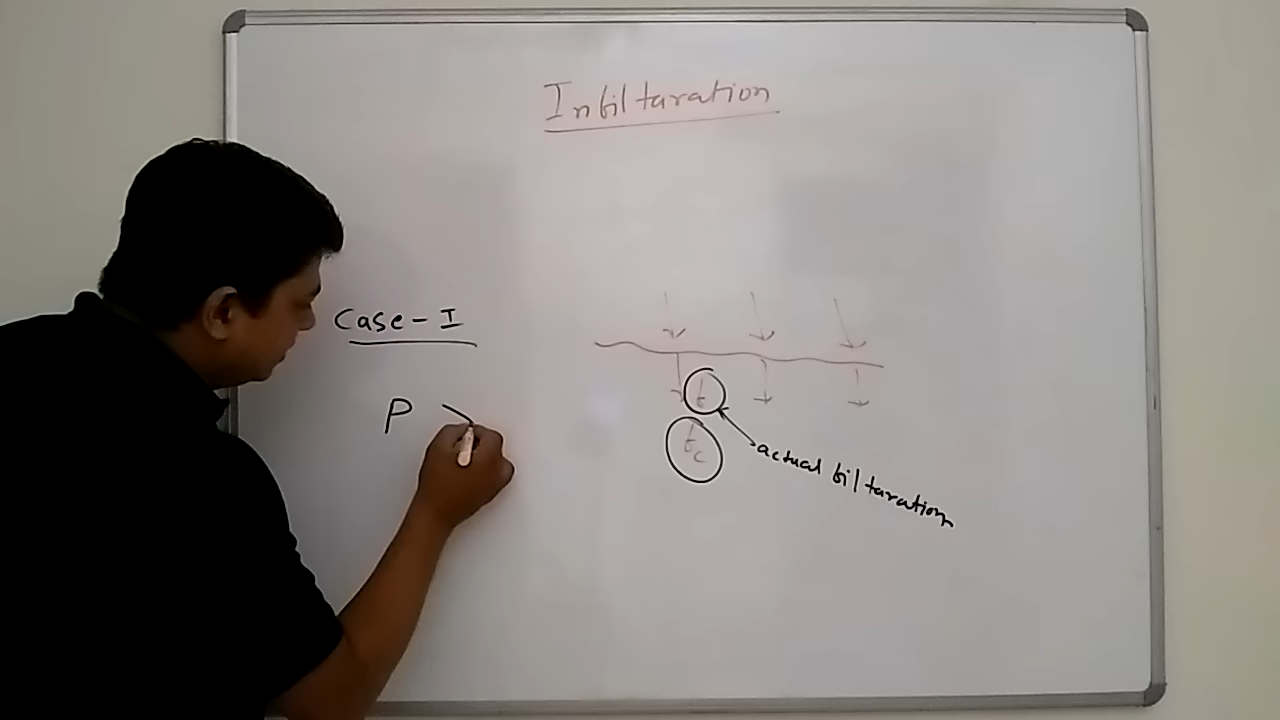 Infiltaration
Case-I
P >
f
fc
actual filtaration